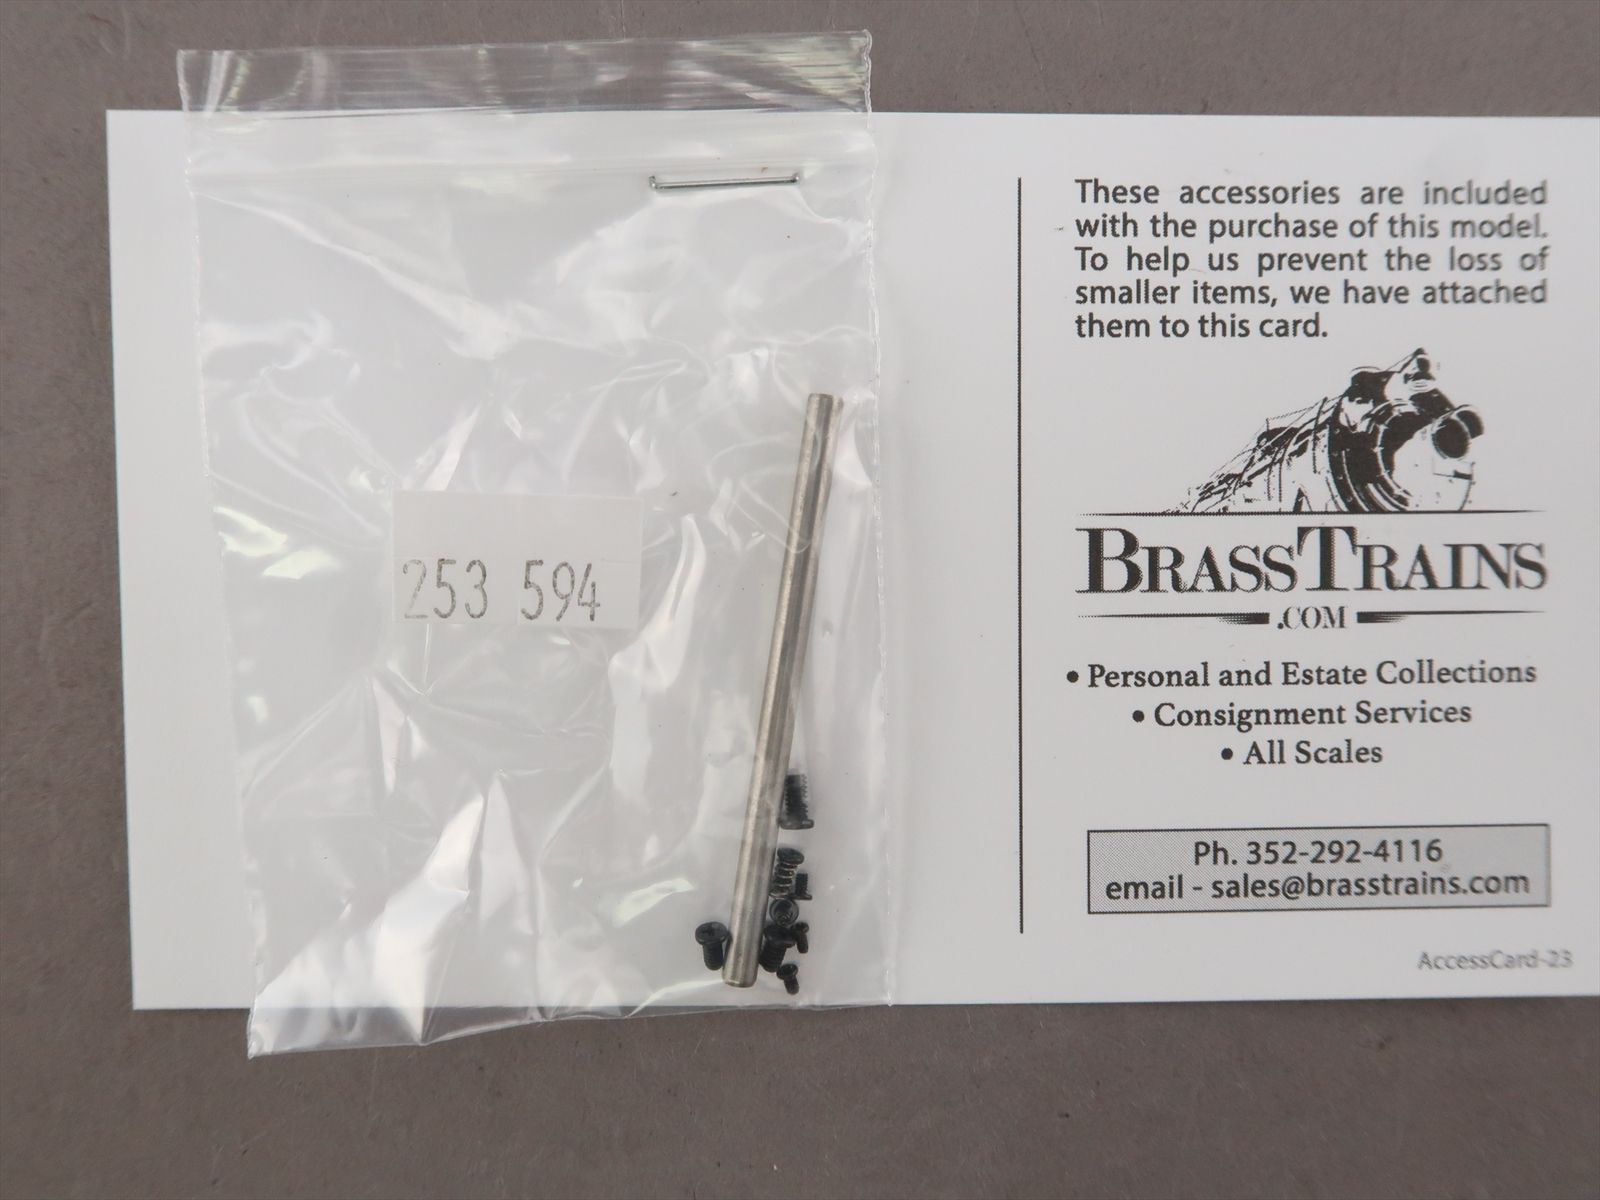 253 594
These accessories are included
with the purchase of this model.
To help us prevent the loss of
smaller items, we have attached
them to this card.
BRASSTRAINS
.COM
• Personal and Estate Collections
• Consignment Services
• All Scales
Ph. 352-292-4116
email - sales@brasstrains.com
AccessCard-23